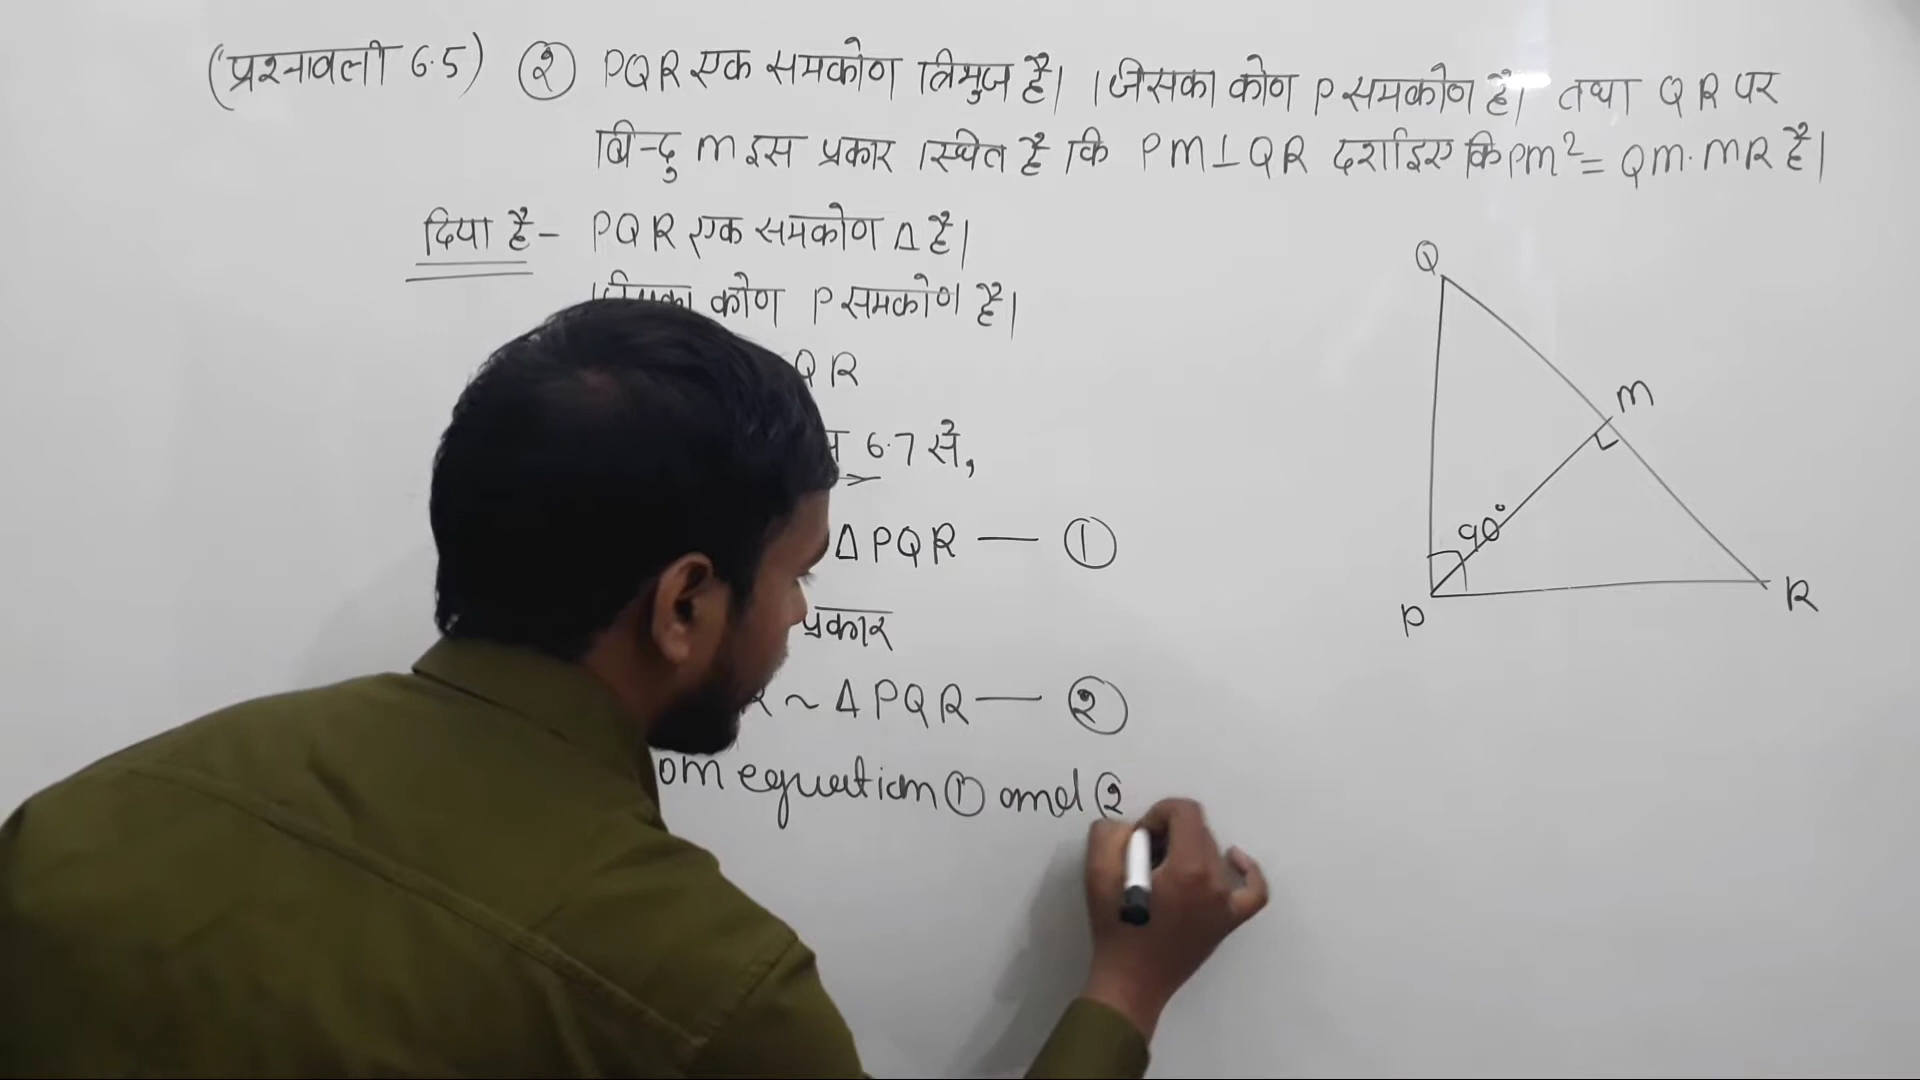 (प्रश्नावली 6.5) ② PQR एक समकोण त्रिभुज है। जिसका कोण P समकोण है। तथा QR पर
बिन्दु M इस प्रकार स्थित है कि PM⊥QR दर्शाइए कि PM² = QM.MR है।
दिया है - PQR एक समकोण Δ है।
जिसका कोण P समकोण है।
QR
6.7 से,
ΔPQR — ①
प्रकार
~ ΔPQR — ②
equation ① and ②
Q
M
90°
P
R